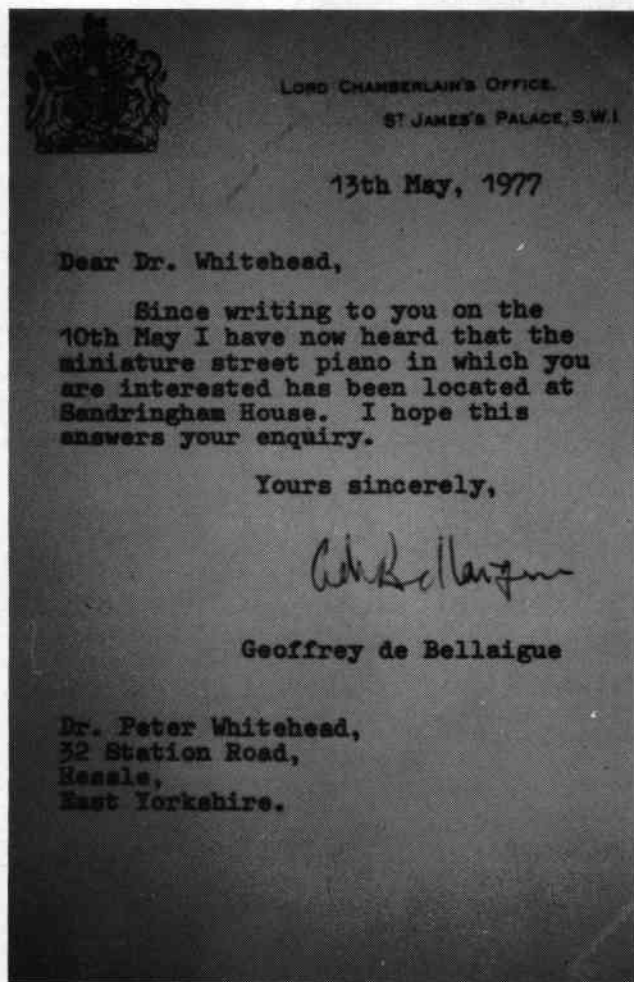 LORD CHAMBERLAIN'S OFFICE,
ST JAMES'S PALACE, S.W.1
13th May, 1977
Dear Dr. Whitehead,
Since writing to you on the
10th May I have now heard that the
miniature street piano in which you
are interested has been located at
Sandringham House. I hope this
answers your enquiry.
Yours sincerely,
Geoffrey de Bellaigue
Dr. Peter Whitehead,
32 Station Road,
Hessle,
East Yorkshire.